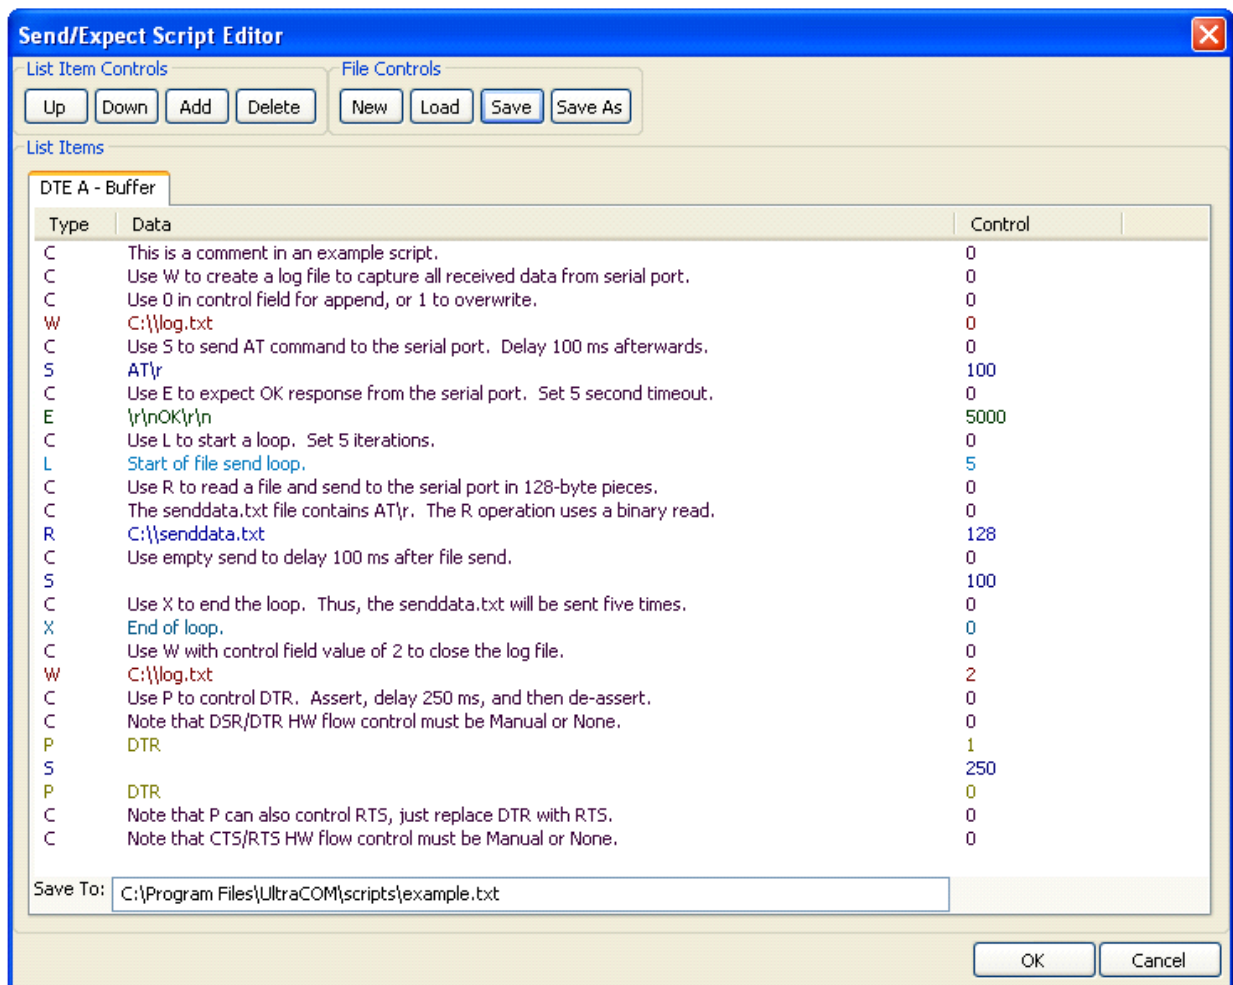 Send/Expect Script Editor
List Item Controls File Controls
Up Down Add Delete New Load Save Save As
List Items
DTE A - Buffer
Type Data Control
C This is a comment in an example script. 0
C Use W to create a log file to capture all received data from serial port. 0
C Use 0 in control field for append, or 1 to overwrite. 0
W C:\\log.txt 0
C Use S to send AT command to the serial port.  Delay 100 ms afterwards. 0
S AT\r 100
C Use E to expect OK response from the serial port.  Set 5 second timeout. 0
E \r\nOK\r\n 5000
C Use L to start a loop.  Set 5 iterations. 0
L Start of file send loop. 5
C Use R to read a file and send to the serial port in 128-byte pieces. 0
C The senddata.txt file contains AT\r.  The R operation uses a binary read. 0
R C:\\senddata.txt 128
C Use empty send to delay 100 ms after file send. 0
S 100
C Use X to end the loop.  Thus, the senddata.txt will be sent five times. 0
X End of loop. 0
C Use W with control field value of 2 to close the log file. 0
W C:\\log.txt 2
C Use P to control DTR.  Assert, delay 250 ms, and then de-assert. 0
C Note that DSR/DTR HW flow control must be Manual or None. 0
P DTR 1
S 250
P DTR 0
C Note that P can also control RTS, just replace DTR with RTS. 0
C Note that CTS/RTS HW flow control must be Manual or None. 0
Save To: C:\Program Files\UltraCOM\scripts\example.txt
OK Cancel